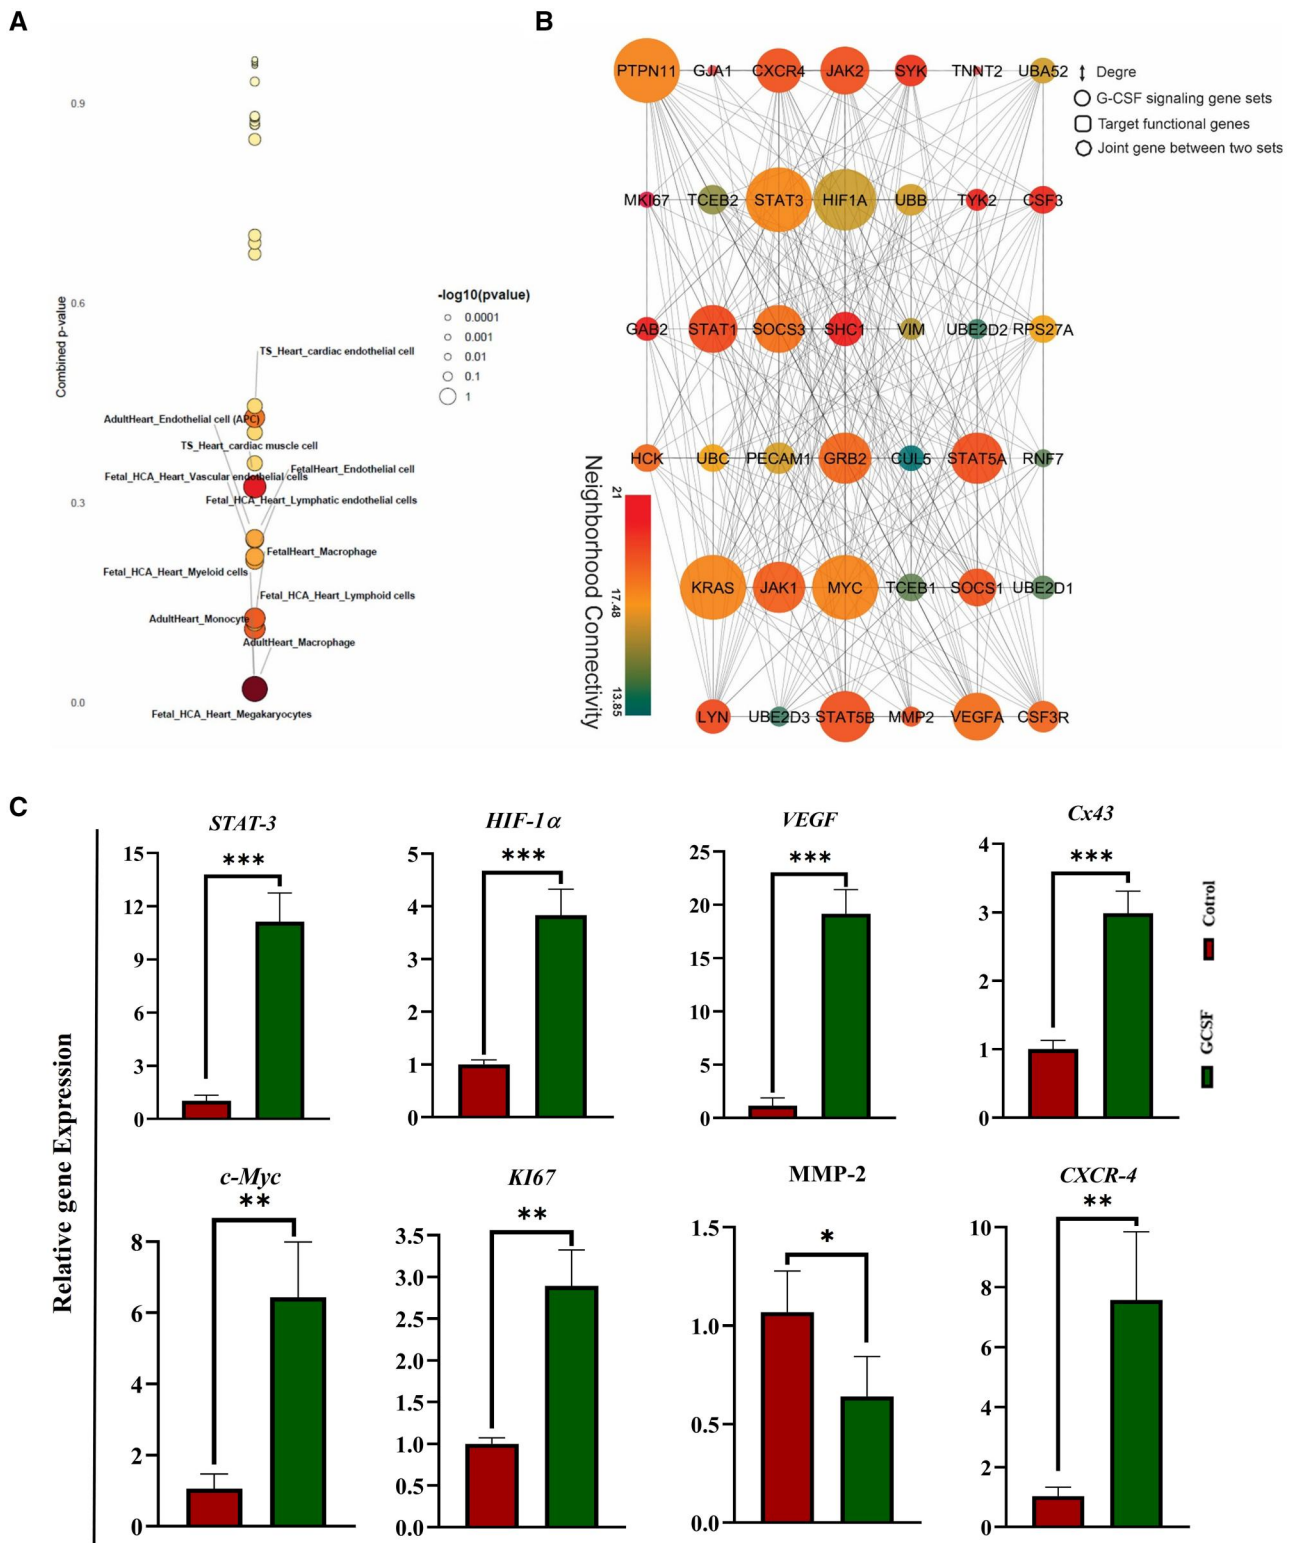 A
B
0.9
0.6
0.3
0.0
Combined p-value
-log10(pvalue)
0.0001
0.001
0.01
0.1
1
TS_Heart_cardiac endothelial cell
AdultHeart_Endothelial cell (APC)
TS_Heart_cardiac muscle cell
FetalHeart_Endothelial cell
Fetal_HCA_Heart_Vascular endothelial cells
Fetal_HCA_Heart_Lymphatic endothelial cells
FetalHeart_Macrophage
Fetal_HCA_Heart_Myeloid cells
Fetal_HCA_Heart_Lymphoid cells
AdultHeart_Monocyte
AdultHeart_Macrophage
Fetal_HCA_Heart_Megakaryocytes
PTPN11 GJA1 CXCR4 JAK2 SYK TNNT2 UBA52
MKI67 TCEB2 STAT3 HIF1A UBB TYK2 CSF3
GAB2 STAT1 SOCS3 SHC1 VIM UBE2D2 RPS27A
HCK UBC PECAM1 GRB2 CUL5 STAT5A RNF7
KRAS JAK1 MYC TCEB1 SOCS1 UBE2D1
LYN UBE2D3 STAT5B MMP2 VEGFA CSF3R
Degre
G-CSF signaling gene sets
Target functional genes
Joint gene between two sets
Neighborhood Connectivity
21
17.48
13.85
C
Relative gene Expression
STAT-3
***
15
12
9
6
3
0
HIF-1α
***
5
4
3
2
1
0
VEGF
***
25
20
15
10
5
0
Cx43
***
4
3
2
1
0
Cotrol
GCSF
c-Myc
**
8
6
4
2
0
KI67
**
3.5
3.0
2.5
2.0
1.5
1.0
0.5
0.0
MMP-2
*
1.5
1.0
0.5
0.0
CXCR-4
**
10
8
6
4
2
0